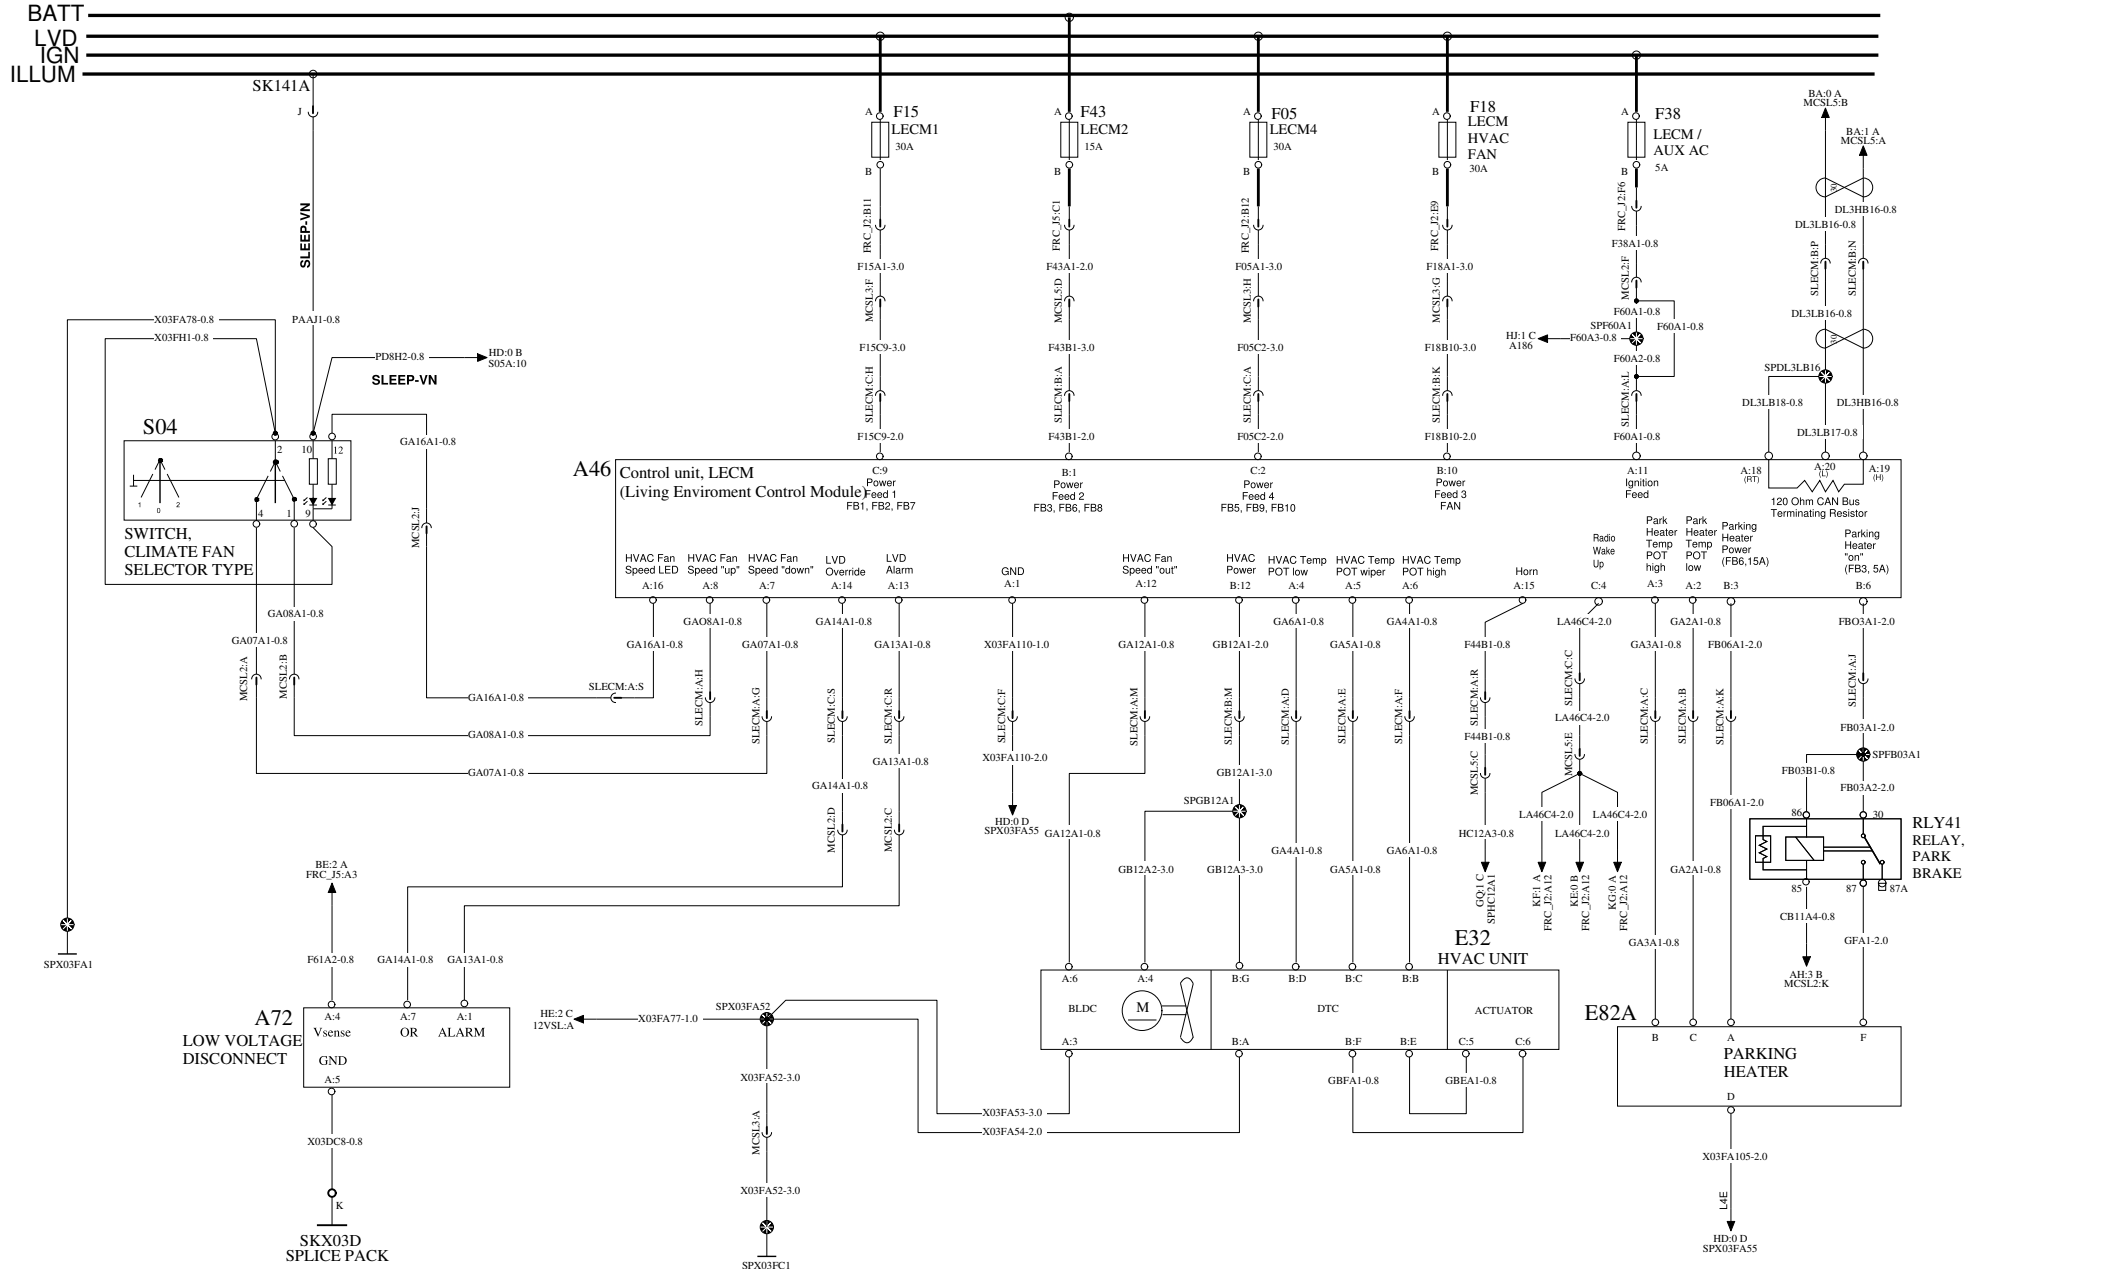 BATT
LVD
IGN
ILLUM
SK141A
J
SLEEP-VN
PAAJ1-0.8
X03FA78-0.8
X03FH1-0.8
PD8H2-0.8
HD:0 B
S05A:10
SLEEP-VN
A
F15
LECM1
30A
B
FRC_J2:B11
F15A1-3.0
MCSL3:F
F15C9-3.0
SLECM:C:H
F15C9-2.0
A
F43
LECM2
15A
B
FRC_J5:C1
F43A1-2.0
MCSL5:D
F43B1-3.0
SLECM:B:A
F43B1-2.0
A
F05
LECM4
30A
B
FRC_J2:B12
F05A1-3.0
MCSL3:H
F05C2-3.0
SLECM:C:A
F05C2-2.0
A
F18
LECM
HVAC
FAN
30A
B
FRC_J2:E9
F18A1-3.0
MCSL3:G
F18B10-3.0
SLECM:B:K
F18B10-2.0
A
F38
LECM /
AUX AC
5A
B
FRC_J2:F6
F38A1-0.8
MCSL2:F
F60A1-0.8
SPF60A1
F60A1-0.8
HJ:1 C
A186
F60A3-0.8
F60A2-0.8
SLECM:A:L
F60A1-0.8
BA:0 A
MCSL5:B
BA:1 A
MCSL5:A
30
DL3HB16-0.8
DL3LB16-0.8
SLECM:B:P
SLECM:B:N
DL3LB16-0.8
30
SPDL3LB16
DL3LB18-0.8
DL3HB16-0.8
DL3LB17-0.8
S04
2
10
12
1
0
2
4
1
9
SWITCH,
CLIMATE FAN
SELECTOR TYPE
GA16A1-0.8
MCSL2:J
A46
Control unit, LECM
(Living Enviroment Control Module)
C:9
Power
Feed 1
FB1, FB2, FB7
B:1
Power
Feed 2
FB3, FB6, FB8
C:2
Power
Feed 4
FB5, FB9, FB10
B:10
Power
Feed 3
FAN
A:11
Ignition
Feed
A:18
(RT)
A:20
(L)
A:19
(H)
120 Ohm CAN Bus
Terminating Resistor
HVAC Fan
Speed LED
A:16
HVAC Fan
Speed "up"
A:8
HVAC Fan
Speed "down"
A:7
LVD
Override
A:14
LVD
Alarm
A:13
GND
A:1
HVAC Fan
Speed "out"
A:12
HVAC
Power
B:12
HVAC Temp
POT low
A:4
HVAC Temp
POT wiper
A:5
HVAC Temp
POT high
A:6
Horn
A:15
Radio
Wake
Up
C:4
Park
Heater
Temp
POT
high
A:3
Park
Heater
Temp
POT
low
A:2
Parking
Heater
Power
(FB6,15A)
B:3
Parking
Heater
"on"
(FB3, 5A)
B:6
GA08A1-0.8
GA07A1-0.8
MCSL2:A
MCSL2:B
GA16A1-0.8
SLECM:A:S
GA16A1-0.8
GAO8A1-0.8
SLECM:A:H
GA08A1-0.8
GA07A1-0.8
SLECM:A:G
GA07A1-0.8
GA14A1-0.8
SLECM:C:S
GA14A1-0.8
MCSL2:D
GA13A1-0.8
SLECM:C:R
GA13A1-0.8
MCSL2:C
X03FA110-1.0
SLECM:C:F
X03FA110-2.0
HD:0 D
SPX03FA55
GA12A1-0.8
SLECM:A:M
GA12A1-0.8
GB12A1-2.0
SLECM:B:M
GB12A1-3.0
SPGB12A1
GB12A2-3.0
GB12A3-0.8
GA6A1-0.8
SLECM:A:D
GA4A1-0.8
GA5A1-0.8
SLECM:A:E
GA5A1-0.8
GA4A1-0.8
SLECM:A:F
GA6A1-0.8
F44B1-0.8
SLECM:A:R
F44B1-0.8
MCSL5:C
HC12A3-0.8
GQ:1 C
SPHC12A1
LA46C4-2.0
SLECM:C:C
LA46C4-2.0
MCSL5:E
LA46C4-2.0
LA46C4-2.0
LA46C4-2.0
KF:1 A
FRC_J2:A12
KE:0 B
FRC_J2:A12
KG:0 A
FRC_J2:A12
GA3A1-0.8
SLECM:A:C
GA3A1-0.8
GA2A1-0.8
SLECM:A:B
GA2A1-0.8
FB06A1-2.0
SLECM:A:K
FB06A1-2.0
FBO3A1-2.0
SLECM:A:J
FB03A1-2.0
SPFB03A1
FB03B1-0.8
FB03A2-2.0
86
30
RLY41
RELAY,
PARK
BRAKE
85
87
87A
CB11A4-0.8
AH:3 B
MCSL2:K
GFA1-2.0
SPX03FA1
BE:2 A
FRC_J5:A3
F61A2-0.8
GA14A1-0.8
GA13A1-0.8
A72
LOW VOLTAGE
DISCONNECT
A:4
Vsense
A:7
OR
A:1
ALARM
GND
A:5
X03DC8-0.8
K
SKX03D
SPLICE PACK
HE:2 C
12VSL:A
X03FA77-1.0
SPX03FA52
X03FA52-3.0
MCSL3:A
X03FA52-3.0
SPX03FC1
X03FA53-3.0
X03FA54-2.0
E32
HVAC UNIT
A:6
A:4
B:G
B:D
B:C
B:B
BLDC
M
DTC
ACTUATOR
A:3
B:A
B:F
B:E
C:5
C:6
GBFA1-0.8
GBEA1-0.8
E82A
B
C
A
F
PARKING
HEATER
D
X03FA105-2.0
L4E
HD:0 D
SPX03FA55